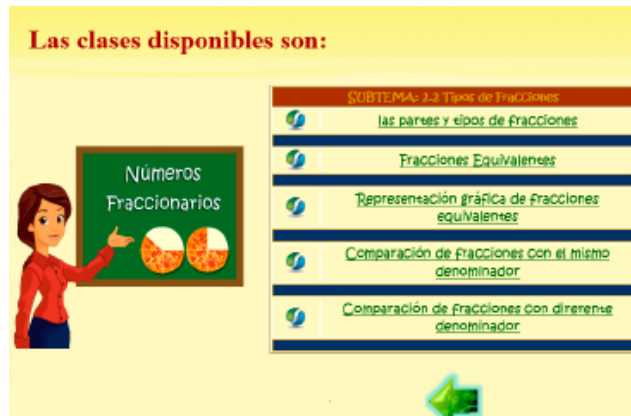 Las clases disponibles son:
SUBTEMA: 2.2 Tipos de Fracciones
las partes y tipos de fracciones
Fracciones Equivalentes
Representación gráfica de fracciones
equivalentes
Comparación de fracciones con el mismo
denominador
Comparación de fracciones con direrente
denominador
Números
Fraccionarios